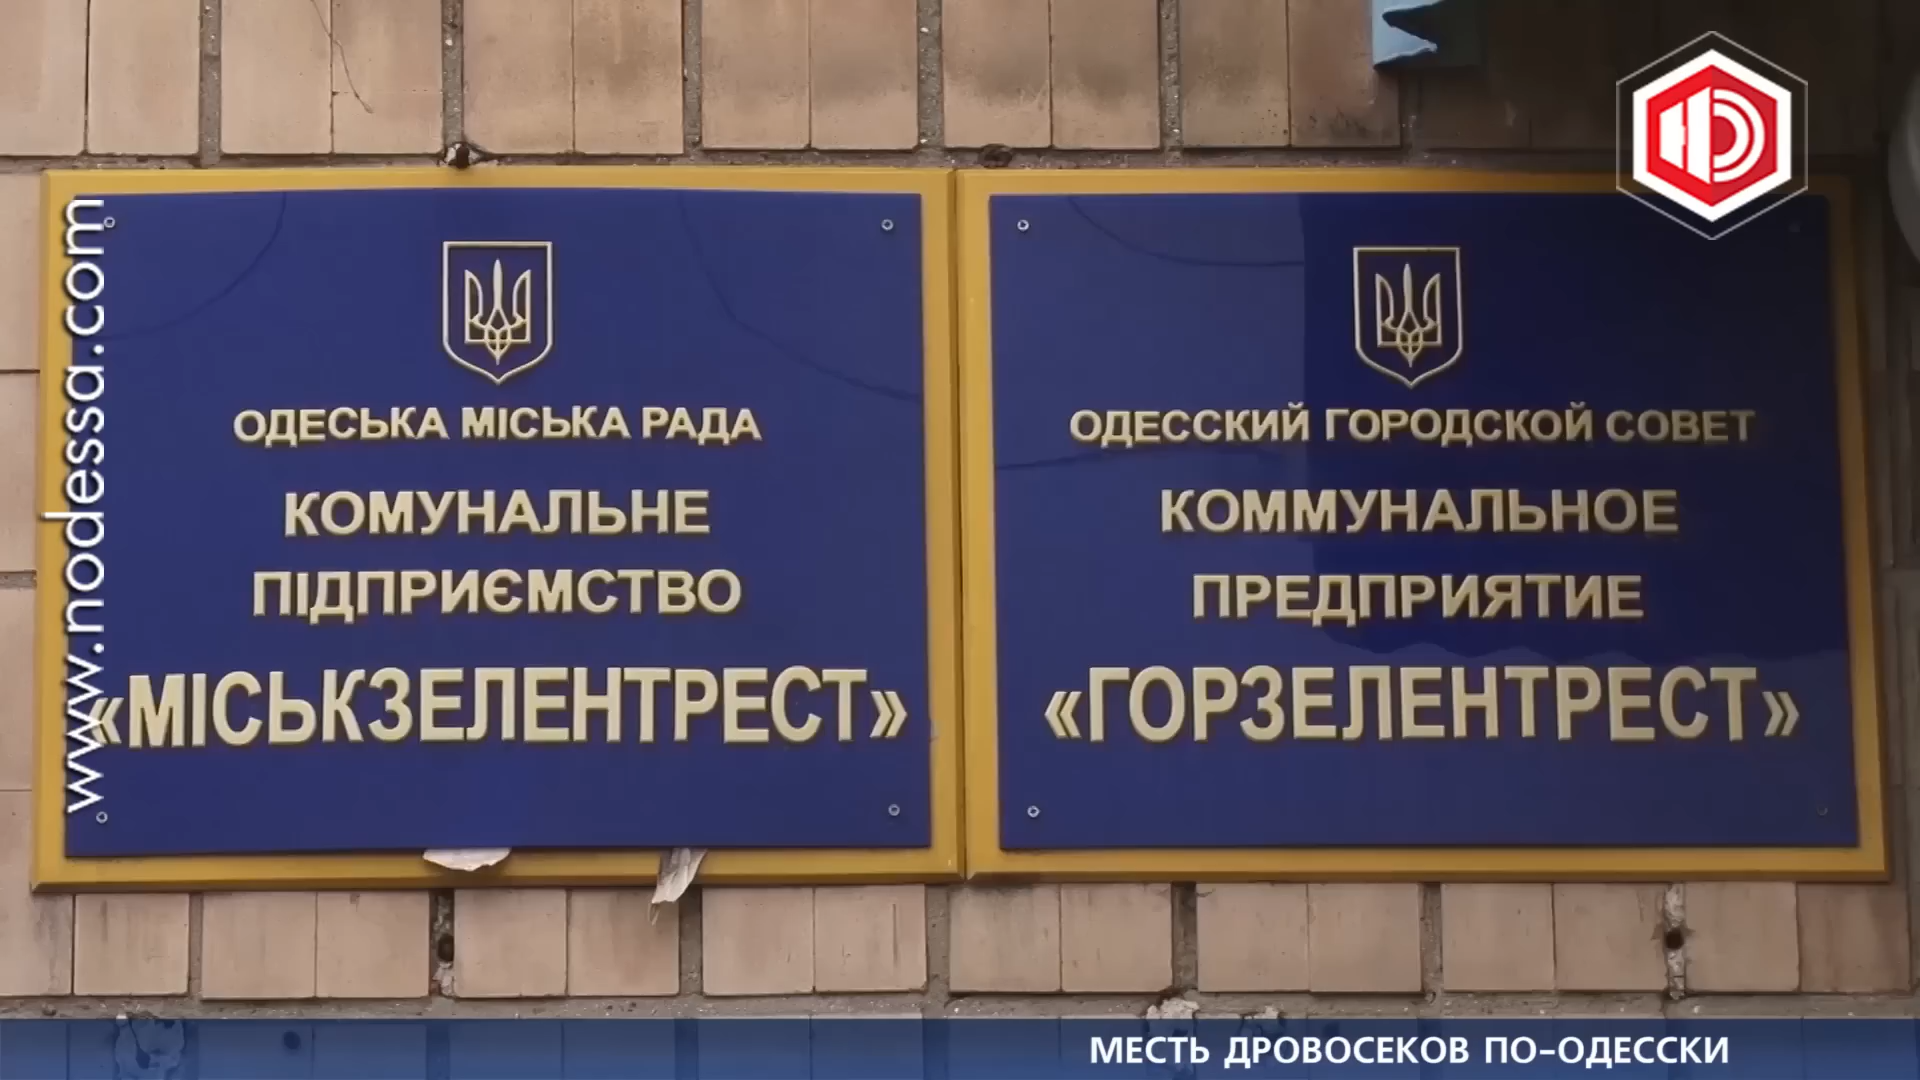 www.nodessa.com
ОДЕСЬКА МІСЬКА РАДА
КОМУНАЛЬНЕ
ПІДПРИЄМСТВО
«МІСЬКЗЕЛЕНТРЕСТ»
ОДЕССКИЙ ГОРОДСКОЙ СОВЕТ
КОММУНАЛЬНОЕ
ПРЕДПРИЯТИЕ
«ГОРЗЕЛЕНТРЕСТ»
МЕСТЬ ДРОВОСЕКОВ ПО-ОДЕССКИ